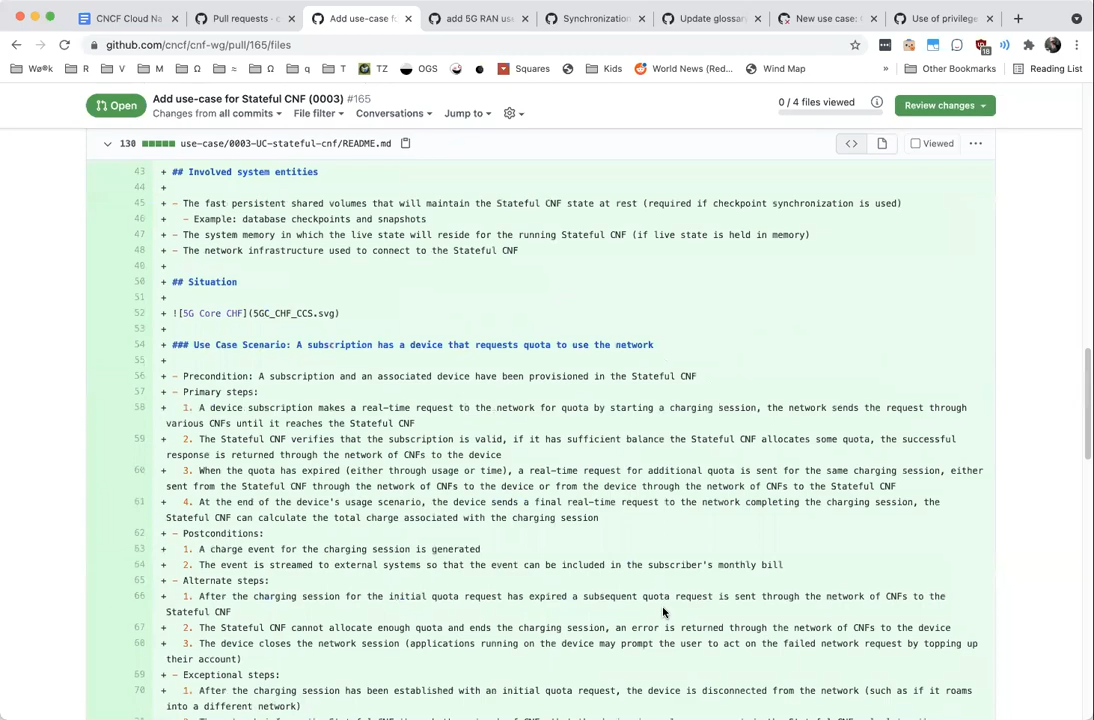 CNCF Cloud Na
Pull requests · c
Add use-case fo
add 5G RAN use
Synchronization
Update glossar
New use case:
Use of privilege
github.com/cncf/cnf-wg/pull/165/files
18
Wø®k
R
V
M
Ω
≈
Ω
q
T
TZ
OGS
Squares
Kids
World News (Red...
Wind Map
»
Other Bookmarks
Reading List
Open
Add use-case for Stateful CNF (0003) #165
Changes from all commits
File filter
Conversations
Jump to
0 / 4 files viewed
Review changes
130 use-case/0003-UC-stateful-cnf/README.md
Viewed
43 + ## Involved system entities
44 +
45 + - The fast persistent shared volumes that will maintain the Stateful CNF state at rest (required if checkpoint synchronization is used)
46 + - Example: database checkpoints and snapshots
47 + - The system memory in which the live state will reside for the running Stateful CNF (if live state is held in memory)
48 + - The network infrastructure used to connect to the Stateful CNF
49 +
50 + ## Situation
51 +
52 + ![5G Core CHF](5GC_CHF_CCS.svg)
53 +
54 + ### Use Case Scenario: A subscription has a device that requests quota to use the network
55 +
56 + - Precondition: A subscription and an associated device have been provisioned in the Stateful CNF
57 + - Primary steps:
58 + 1. A device subscription makes a real-time request to the network for quota by starting a charging session, the network sends the request through
various CNFs until it reaches the Stateful CNF
59 + 2. The Stateful CNF verifies that the subscription is valid, if it has sufficient balance the Stateful CNF allocates some quota, the successful
response is returned through the network of CNFs to the device
60 + 3. When the quota has expired (either through usage or time), a real-time request for additional quota is sent for the same charging session, either
sent from the Stateful CNF through the network of CNFs to the device or from the device through the network of CNFs to the Stateful CNF
61 + 4. At the end of the device's usage scenario, the device sends a final real-time request to the network completing the charging session, the
Stateful CNF can calculate the total charge associated with the charging session
62 + - Postconditions:
63 + 1. A charge event for the charging session is generated
64 + 2. The event is streamed to external systems so that the event can be included in the subscriber's monthly bill
65 + - Alternate steps:
66 + 1. After the charging session for the initial quota request has expired a subsequent quota request is sent through the network of CNFs to the
Stateful CNF
67 + 2. The Stateful CNF cannot allocate enough quota and ends the charging session, an error is returned through the network of CNFs to the device
68 + 3. The device closes the network session (applications running on the device may prompt the user to act on the failed network request by topping up
their account)
69 + - Exceptional steps:
70 + 1. After the charging session has been established with an initial quota request, the device is disconnected from the network (such as if it roams
into a different network)